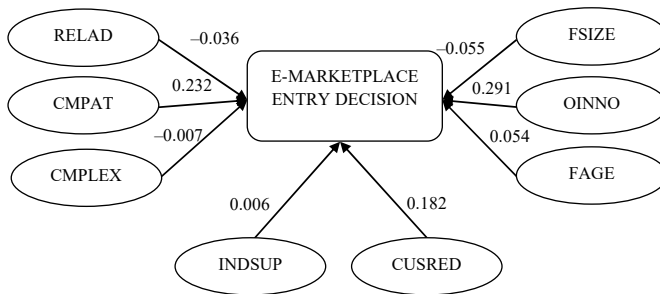 RELAD
–0.036
CMPAT
0.232
CMPLEX
–0.007
E-MARKETPLACE
ENTRY DECISION
–0.055
FSIZE
0.291
OINNO
0.054
FAGE
0.006
INDSUP
0.182
CUSRED